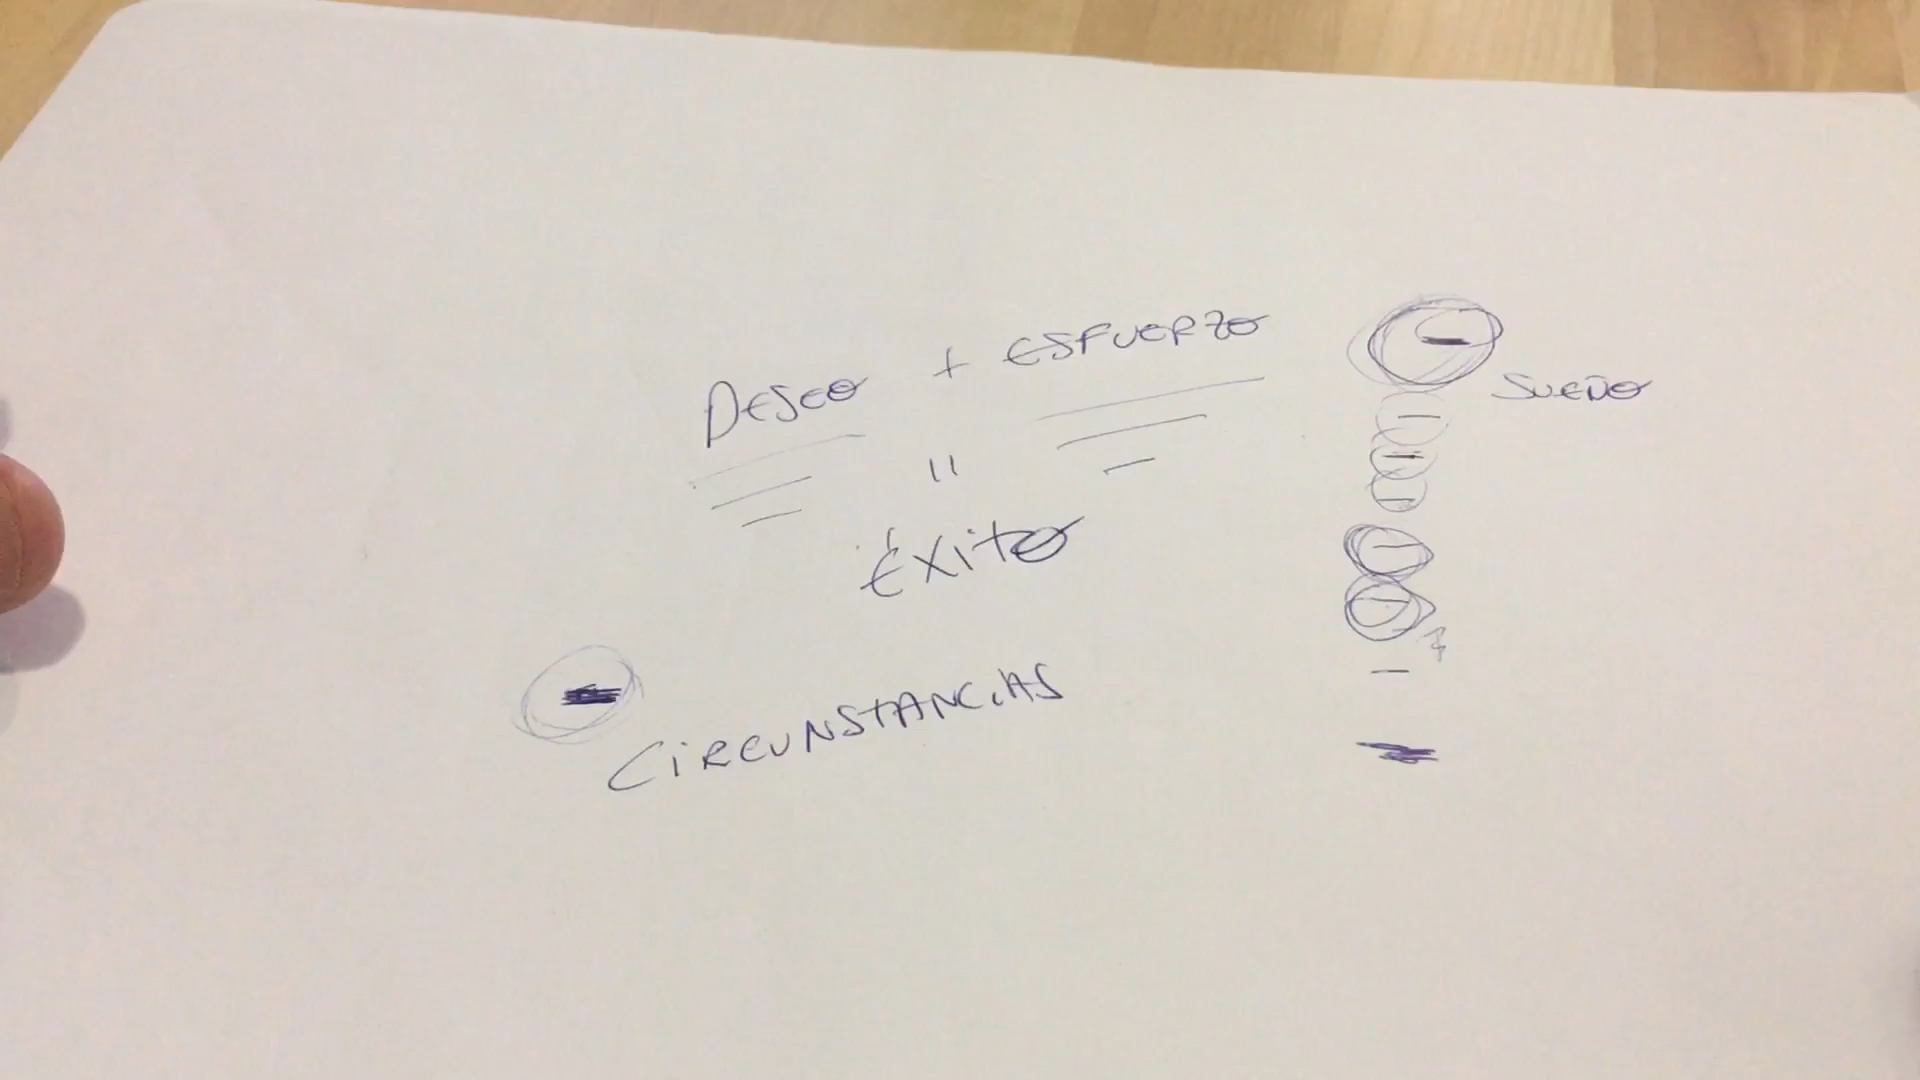 DESEO + ESFUERZO
SUEÑO
=
ÉXito
CiRCUNSTANCiAS